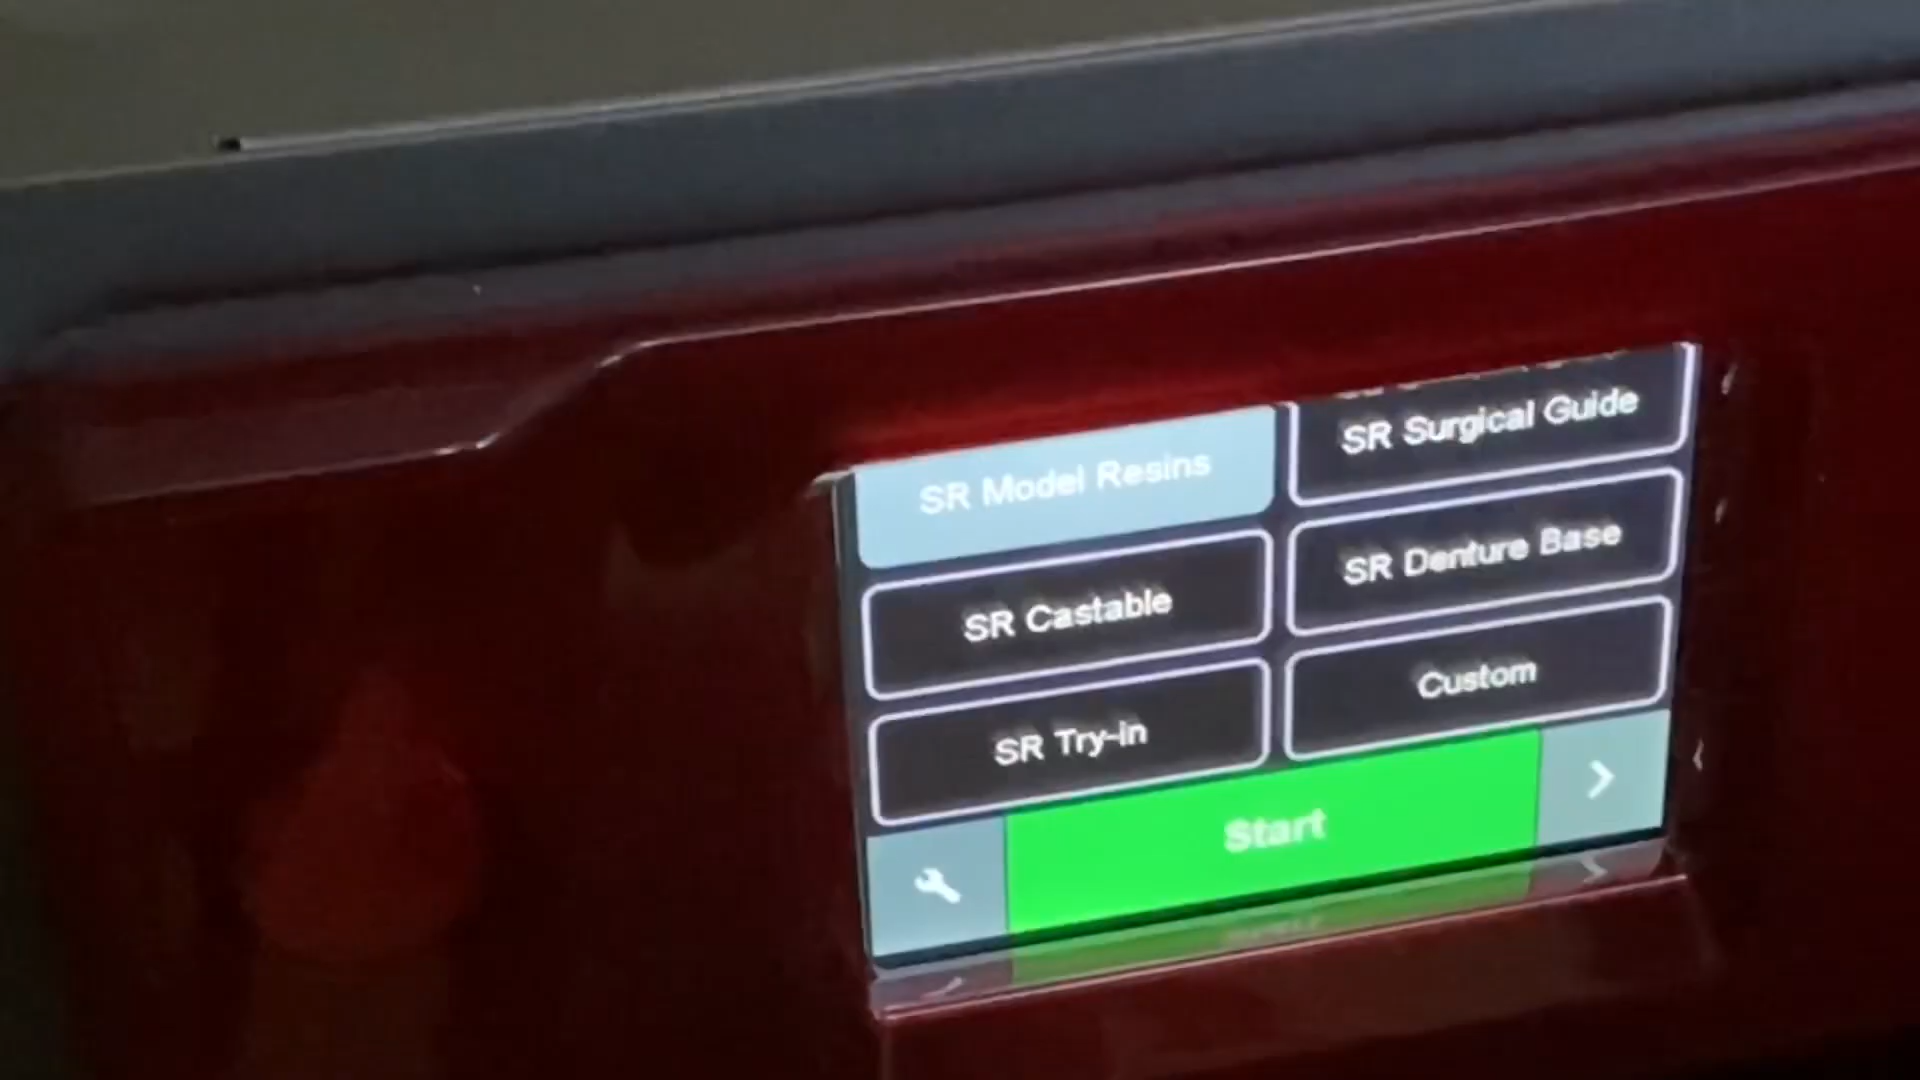 SR Model Resins
SR Surgical Guide
SR Castable
SR Denture Base
SR Try-in
Custom
Start